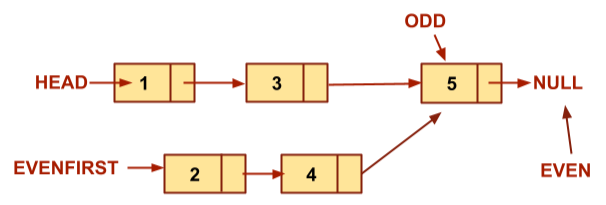 ODD
HEAD 1 3 5 NULL
EVENFIRST 2 4 EVEN